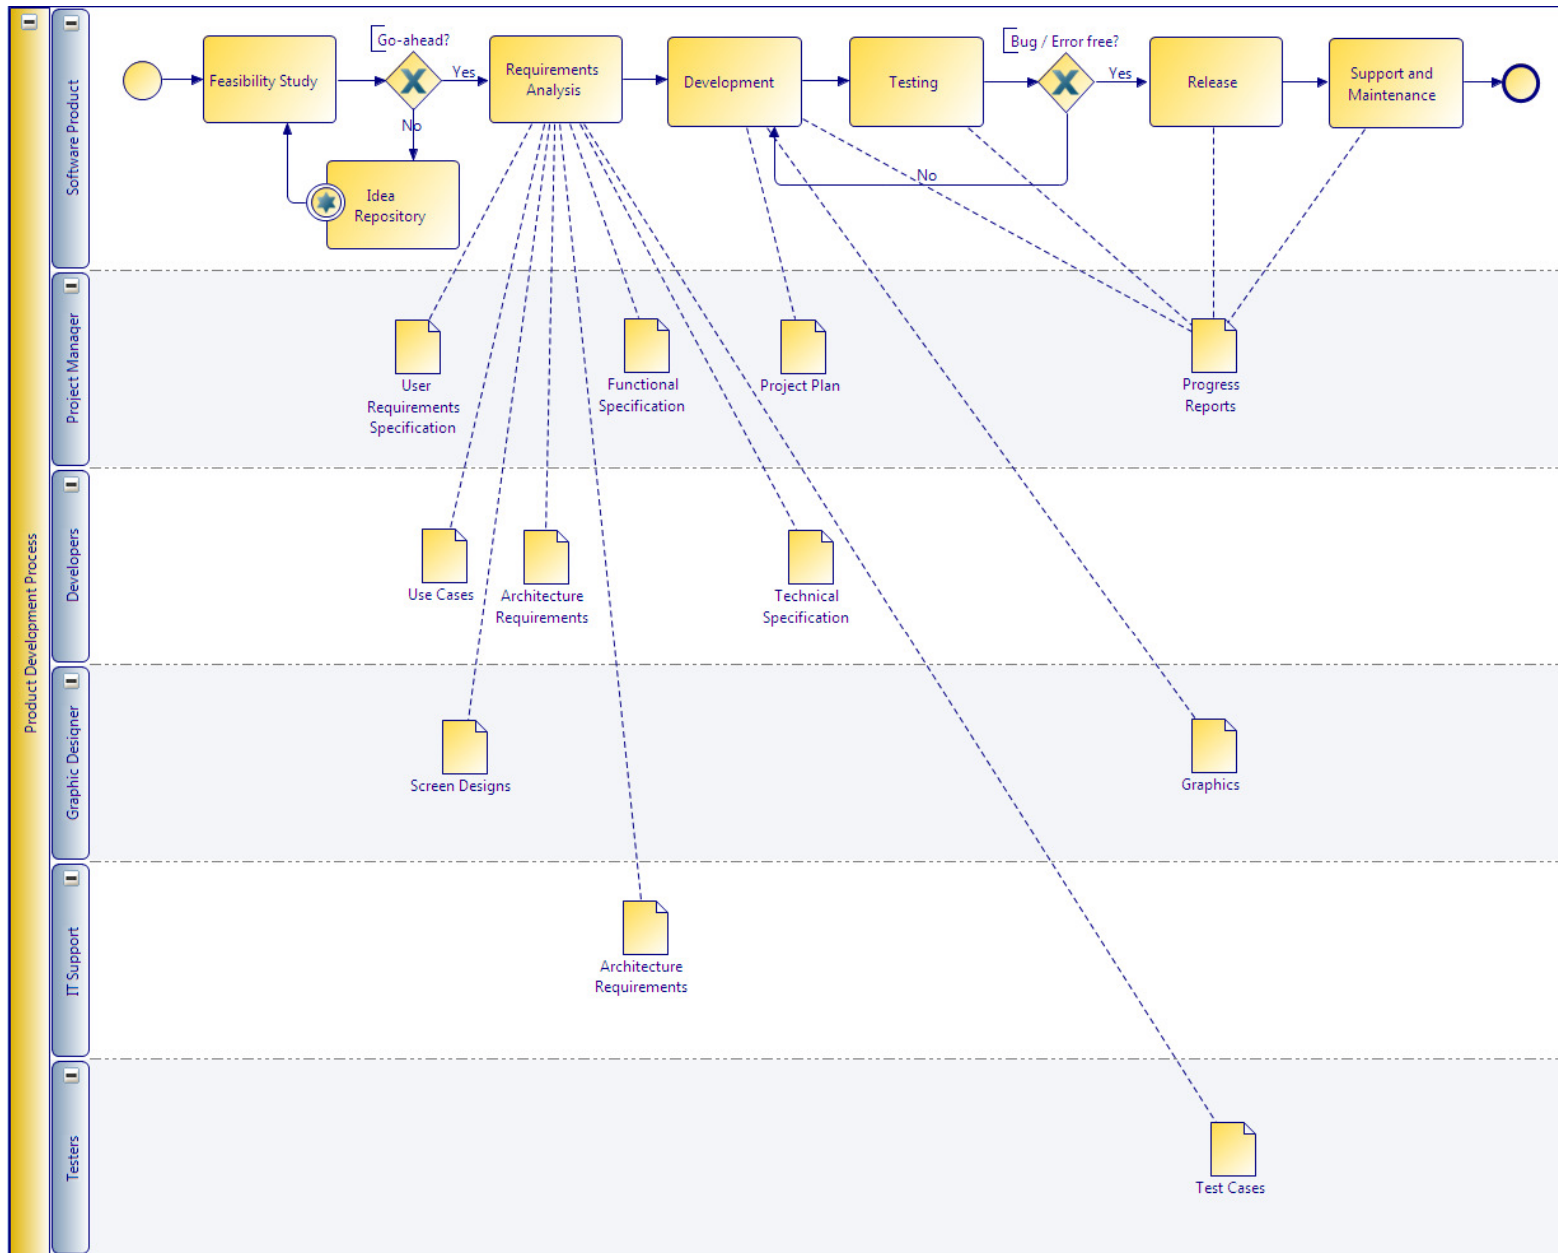 Product Development Process
Software Product
Go-ahead?
Bug / Error free?
Feasibility Study
Yes
Requirements
Analysis
Development
Testing
Yes
Release
Support and
Maintenance
No
Idea
Repository
No
Project Manager
User
Requirements
Specification
Functional
Specification
Project Plan
Progress
Reports
Developers
Use Cases
Architecture
Requirements
Technical
Specification
Graphic Designer
Screen Designs
Graphics
IT Support
Architecture
Requirements
Testers
Test Cases